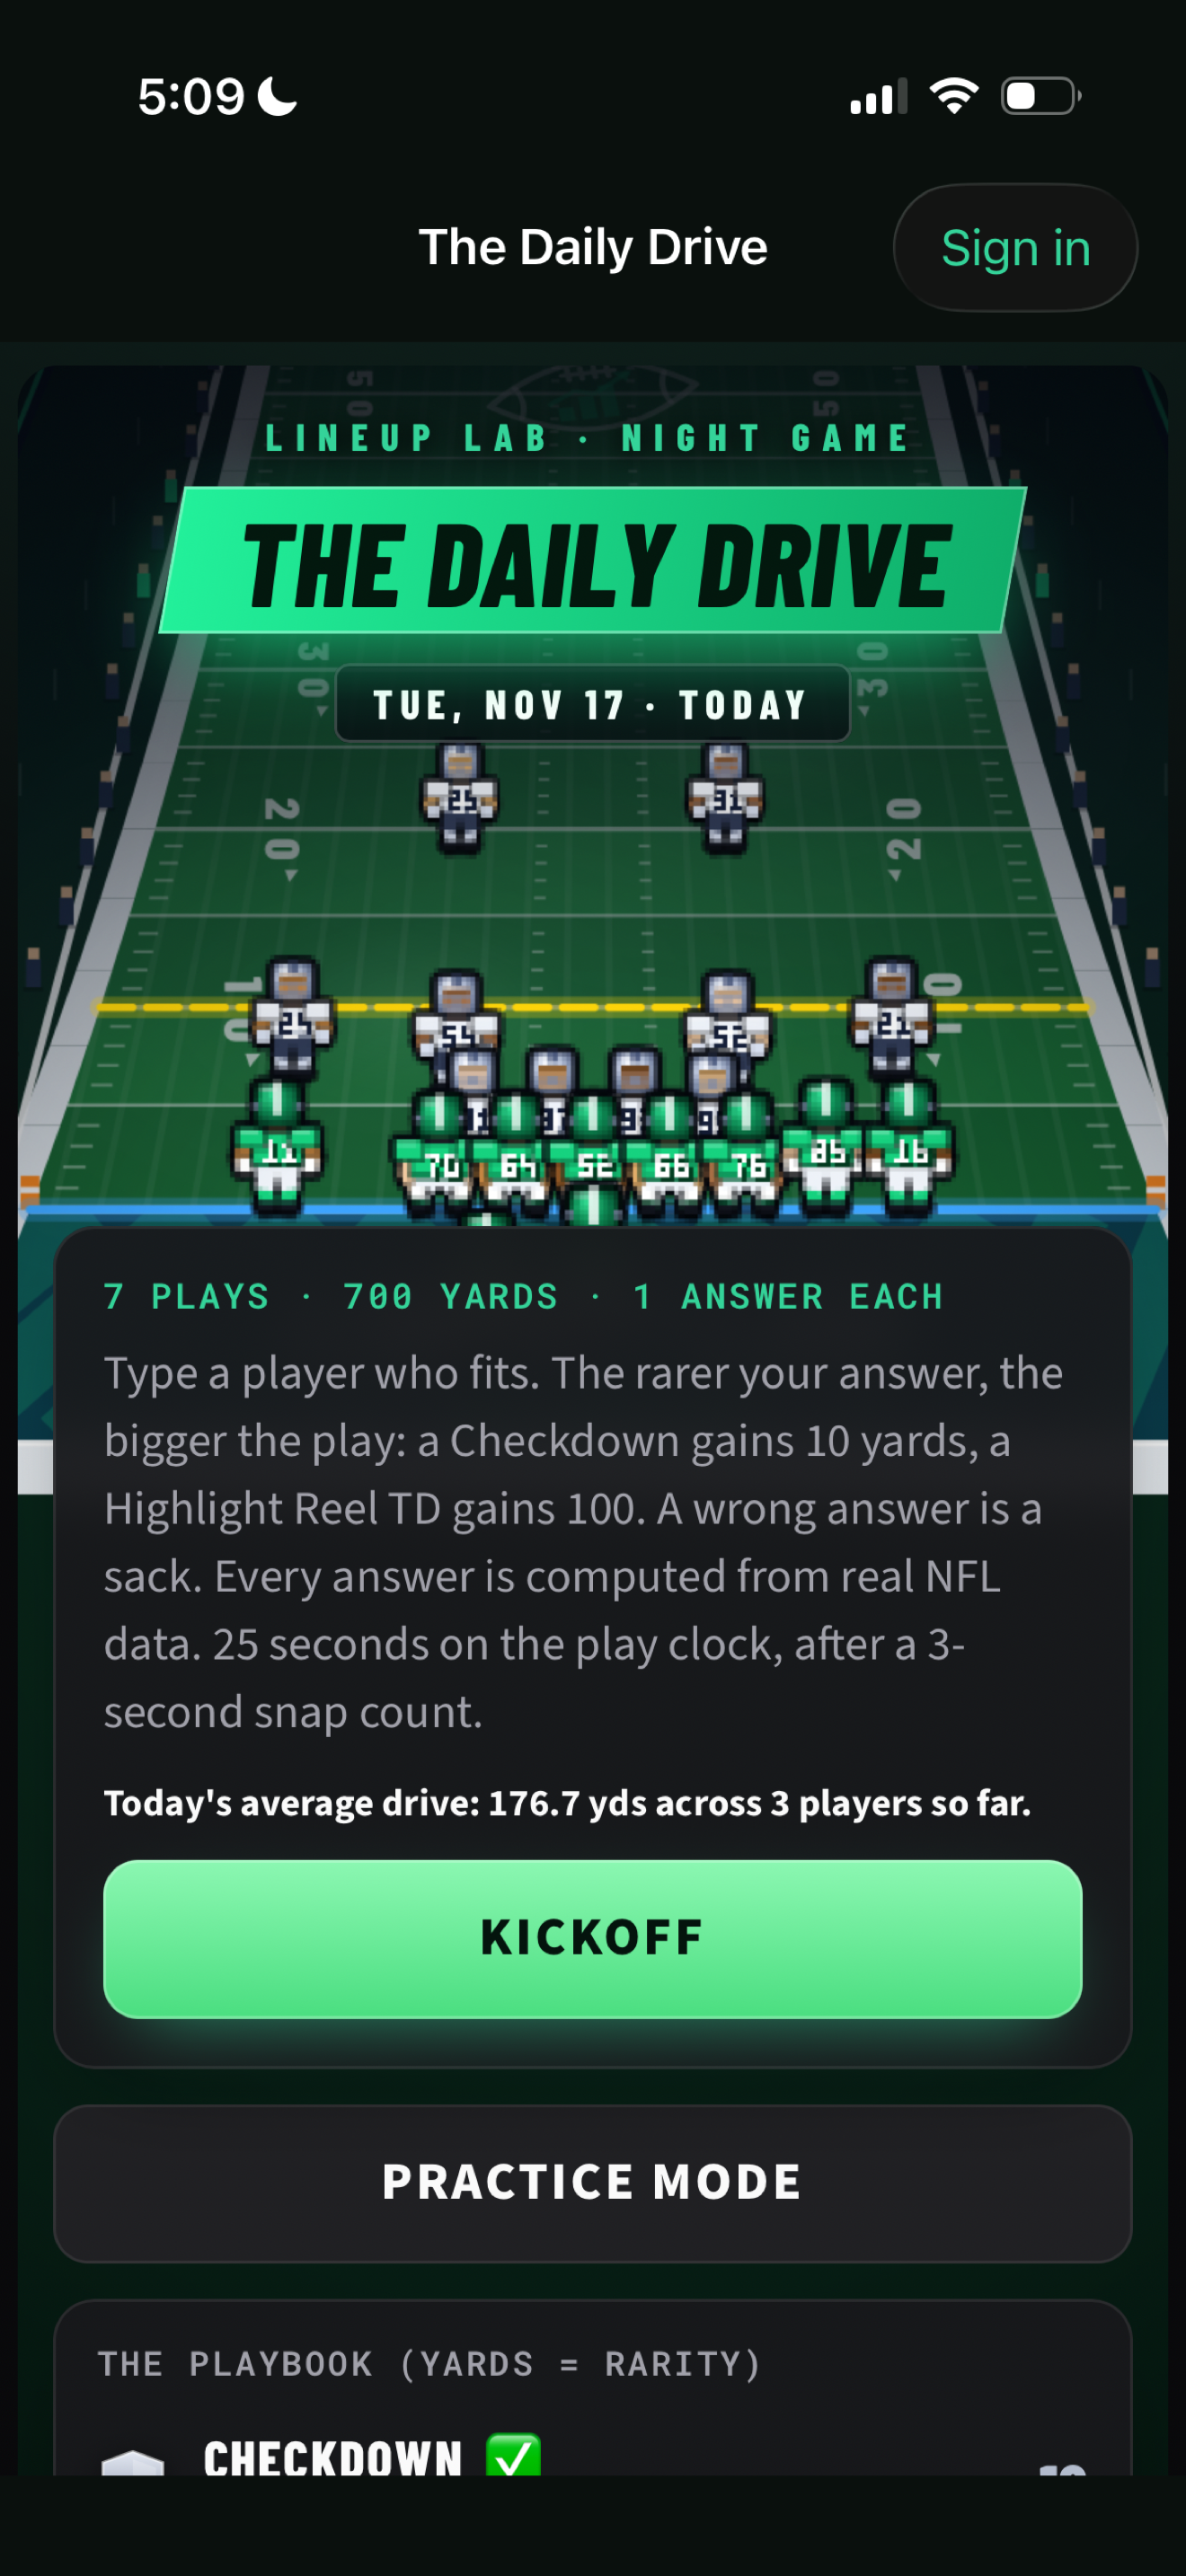 5:09
The Daily Drive
Sign in
LINEUP LAB · NIGHT GAME
THE DAILY DRIVE
TUE, NOV 17 · TODAY
7 PLAYS · 700 YARDS · 1 ANSWER EACH
Type a player who fits. The rarer your answer, the
bigger the play: a Checkdown gains 10 yards, a
Highlight Reel TD gains 100. A wrong answer is a
sack. Every answer is computed from real NFL
data. 25 seconds on the play clock, after a 3-
second snap count.
Today's average drive: 176.7 yds across 3 players so far.
KICKOFF
PRACTICE MODE
THE PLAYBOOK (YARDS = RARITY)
CHECKDOWN ✅